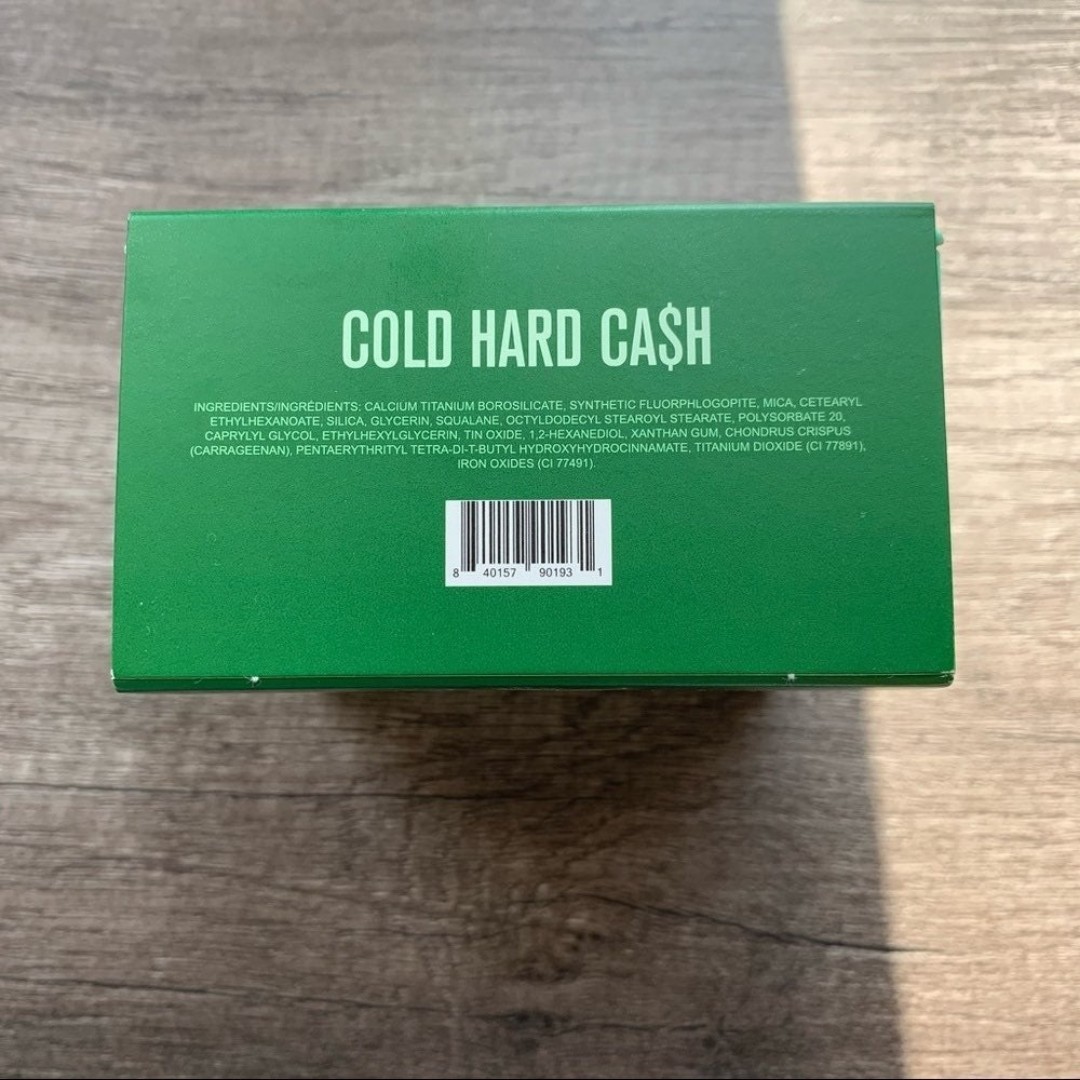 COLD HARD CA$H
INGREDIENTS/INGRÉDIENTS: CALCIUM TITANIUM BOROSILICATE, SYNTHETIC FLUORPHLOGOPITE, MICA, CETEARYL
ETHYLHEXANOATE, SILICA, GLYCERIN, SQUALANE, OCTYLDODECYL STEAROYL STEARATE, POLYSORBATE 20,
CAPRYLYL GLYCOL, ETHYLHEXYLGLYCERIN, TIN OXIDE, 1,2-HEXANEDIOL, XANTHAN GUM, CHONDRUS CRISPUS
(CARRAGEENAN), PENTAERYTHRITYL TETRA-DI-T-BUTYL HYDROXYHYDROCINNAMATE, TITANIUM DIOXIDE (CI 77891),
IRON OXIDES (CI 77491).
8 40157 90193 1